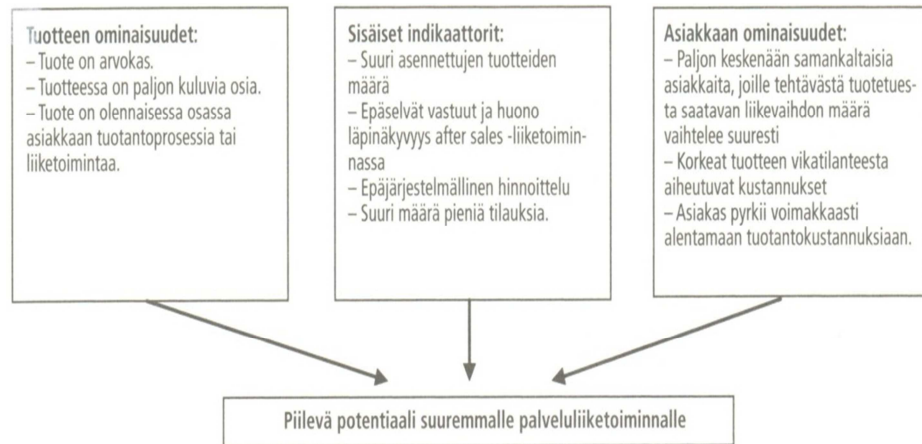 Tuotteen ominaisuudet:
– Tuote on arvokas.
– Tuotteessa on paljon kuluvia osia.
– Tuote on olennaisessa osassa
asiakkaan tuotantoprosessia tai
liiketoimintaa.
Sisäiset indikaattorit:
– Suuri asennettujen tuotteiden
määrä
– Epäselvät vastuut ja huono
läpinäkyvyys after sales -liiketoimin-
nassa
– Epäjärjestelmällinen hinnoittelu
– Suuri määrä pieniä tilauksia.
Asiakkaan ominaisuudet:
– Paljon keskenään samankaltaisia
asiakkaita, joille tehtävästä tuotetues-
ta saatavan liikevaihdon määrä
vaihtelee suuresti
– Korkeat tuotteen vikatilanteesta
aiheutuvat kustannukset
– Asiakas pyrkii voimakkaasti
alentamaan tuotantokustannuksiaan.
Piilevä potentiaali suuremmalle palveluliiketoiminnalle